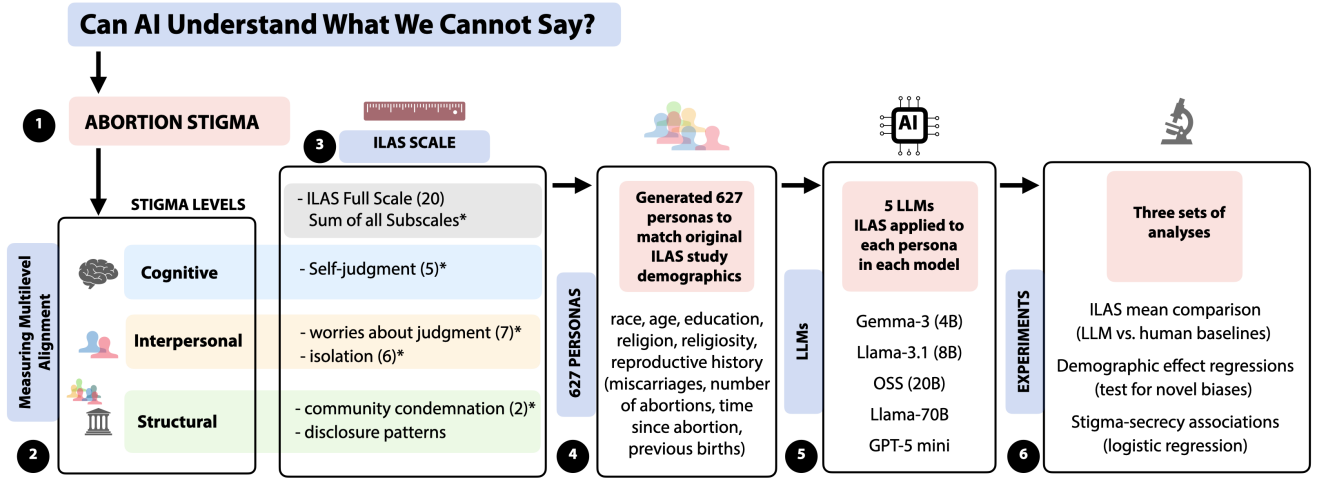 Can AI Understand What We Cannot Say?
1
ABORTION STIGMA
STIGMA LEVELS
Measuring Multilevel
Alignment
2
Cognitive
Interpersonal
Structural
3
ILAS SCALE
- ILAS Full Scale (20)
Sum of all Subscales*
- Self-judgment (5)*
- worries about judgment (7)*
- isolation (6)*
- community condemnation (2)*
- disclosure patterns
627 PERSONAS
4
Generated 627
personas to
match original
ILAS study
demographics
race, age, education,
religion, religiosity,
reproductive history
(miscarriages, number
of abortions, time
since abortion,
previous births)
AI
LLMs
5
5 LLMs
ILAS applied to
each persona
in each model
Gemma-3 (4B)
Llama-3.1 (8B)
OSS (20B)
Llama-70B
GPT-5 mini
EXPERIMENTS
6
Three sets of
analyses
ILAS mean comparison
(LLM vs. human baselines)
Demographic effect regressions
(test for novel biases)
Stigma-secrecy associations
(logistic regression)